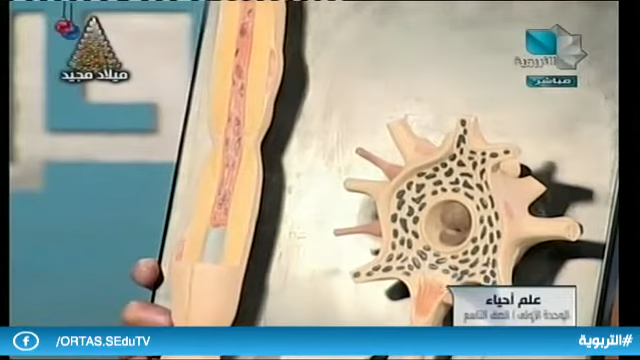 ميلاد مجيد
التربوية
مباشر
علم أحياء
الوحدة الأولى / الصف التاسع
/ORTAS.SEduTV
#التربوية